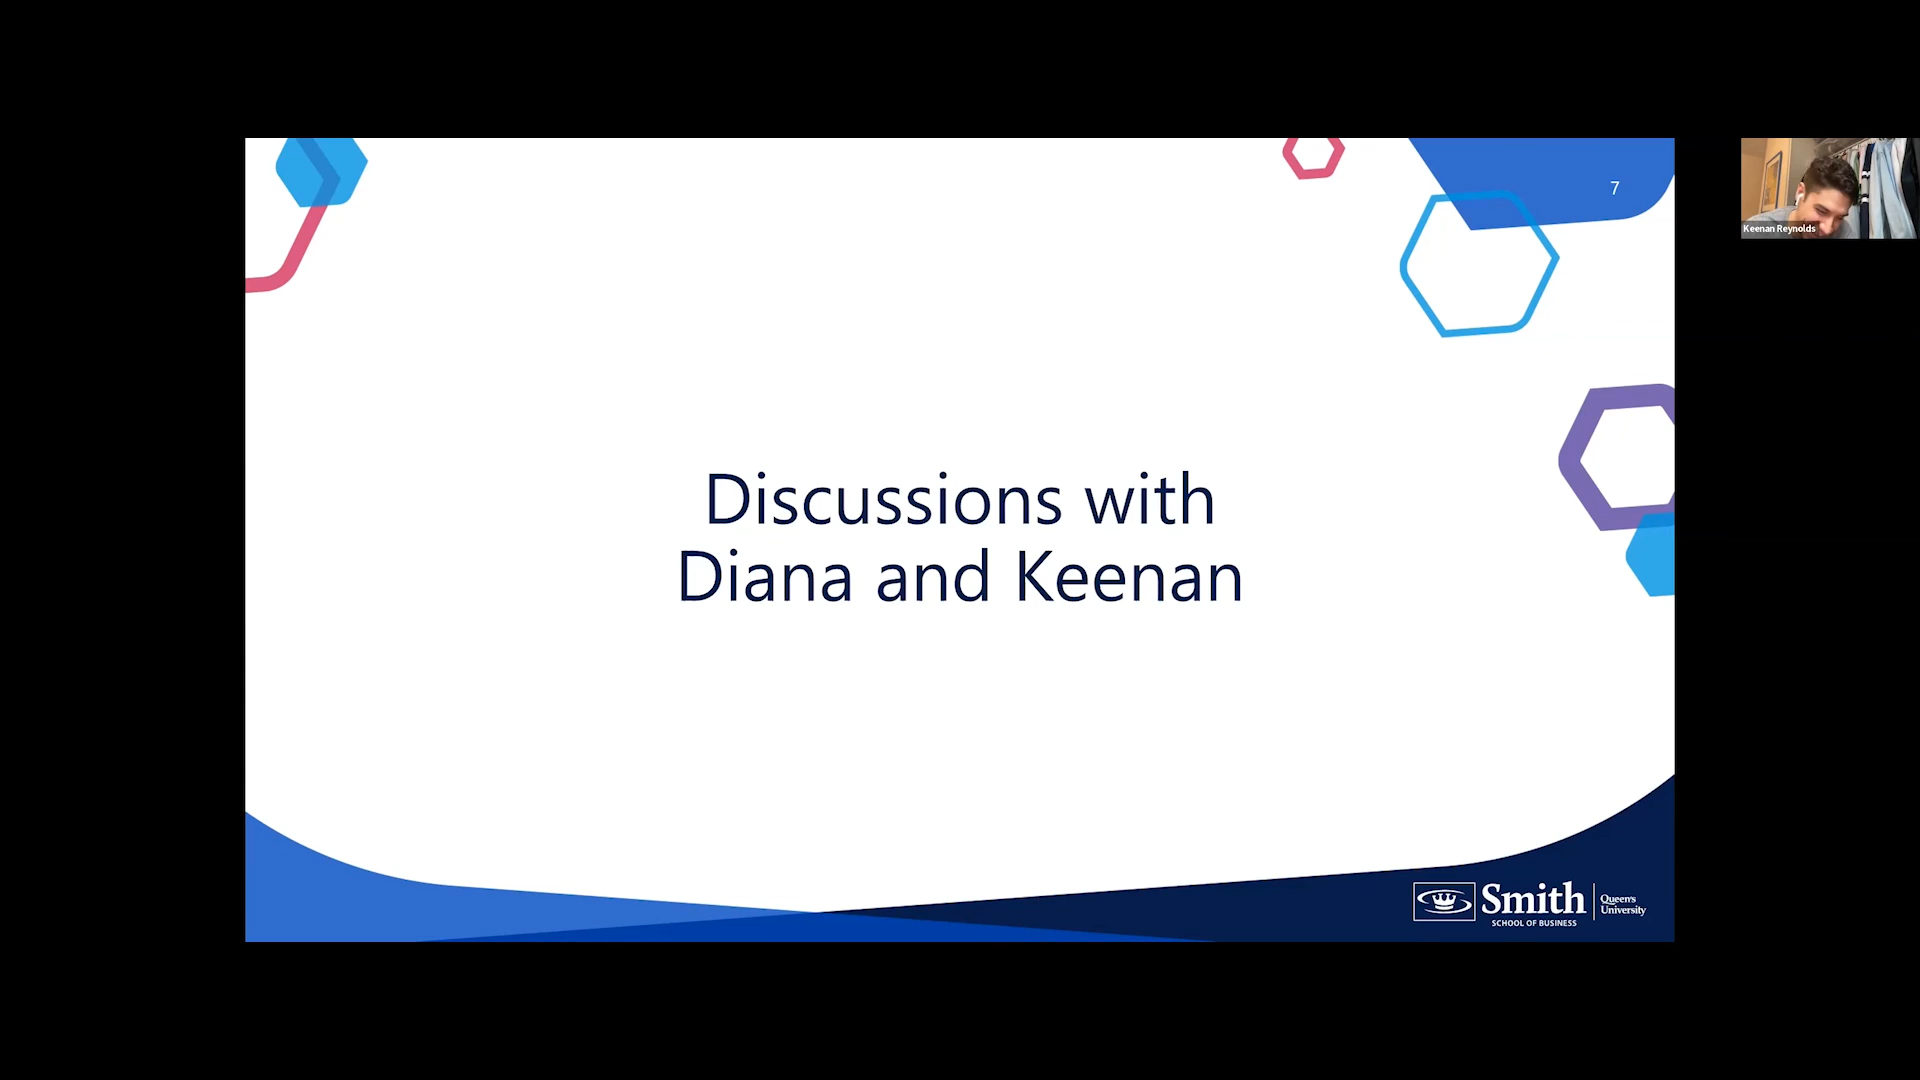 7
Keenan Reynolds
Discussions with
Diana and Keenan
Smith
SCHOOL OF BUSINESS
Queen's
University